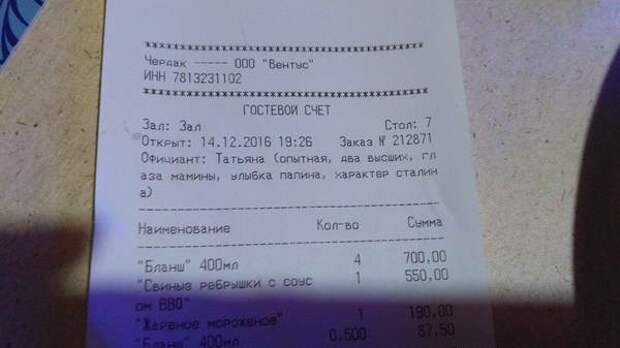 ********************************
Чердак ----- ООО "Вентус"
ИНН 7813231102
********************************
ГОСТЕВОЙ СЧЕТ
Зал: Зал Стол: 7
Открыт: 14.12.2016 19:26 Заказ № 212871
Официант: Татьяна (опытная, два высших, гл
аза мамины, улыбка папина, характер сталин
а)
Наименование Кол-во Сумма
"Бланш" 400мл 4 700,00
"Свиные ребрышки с соус 1 550,00
ом BBQ"
"Жареное мороженое" 1 190,00
"Бланш" 400мл 0.500 87,50